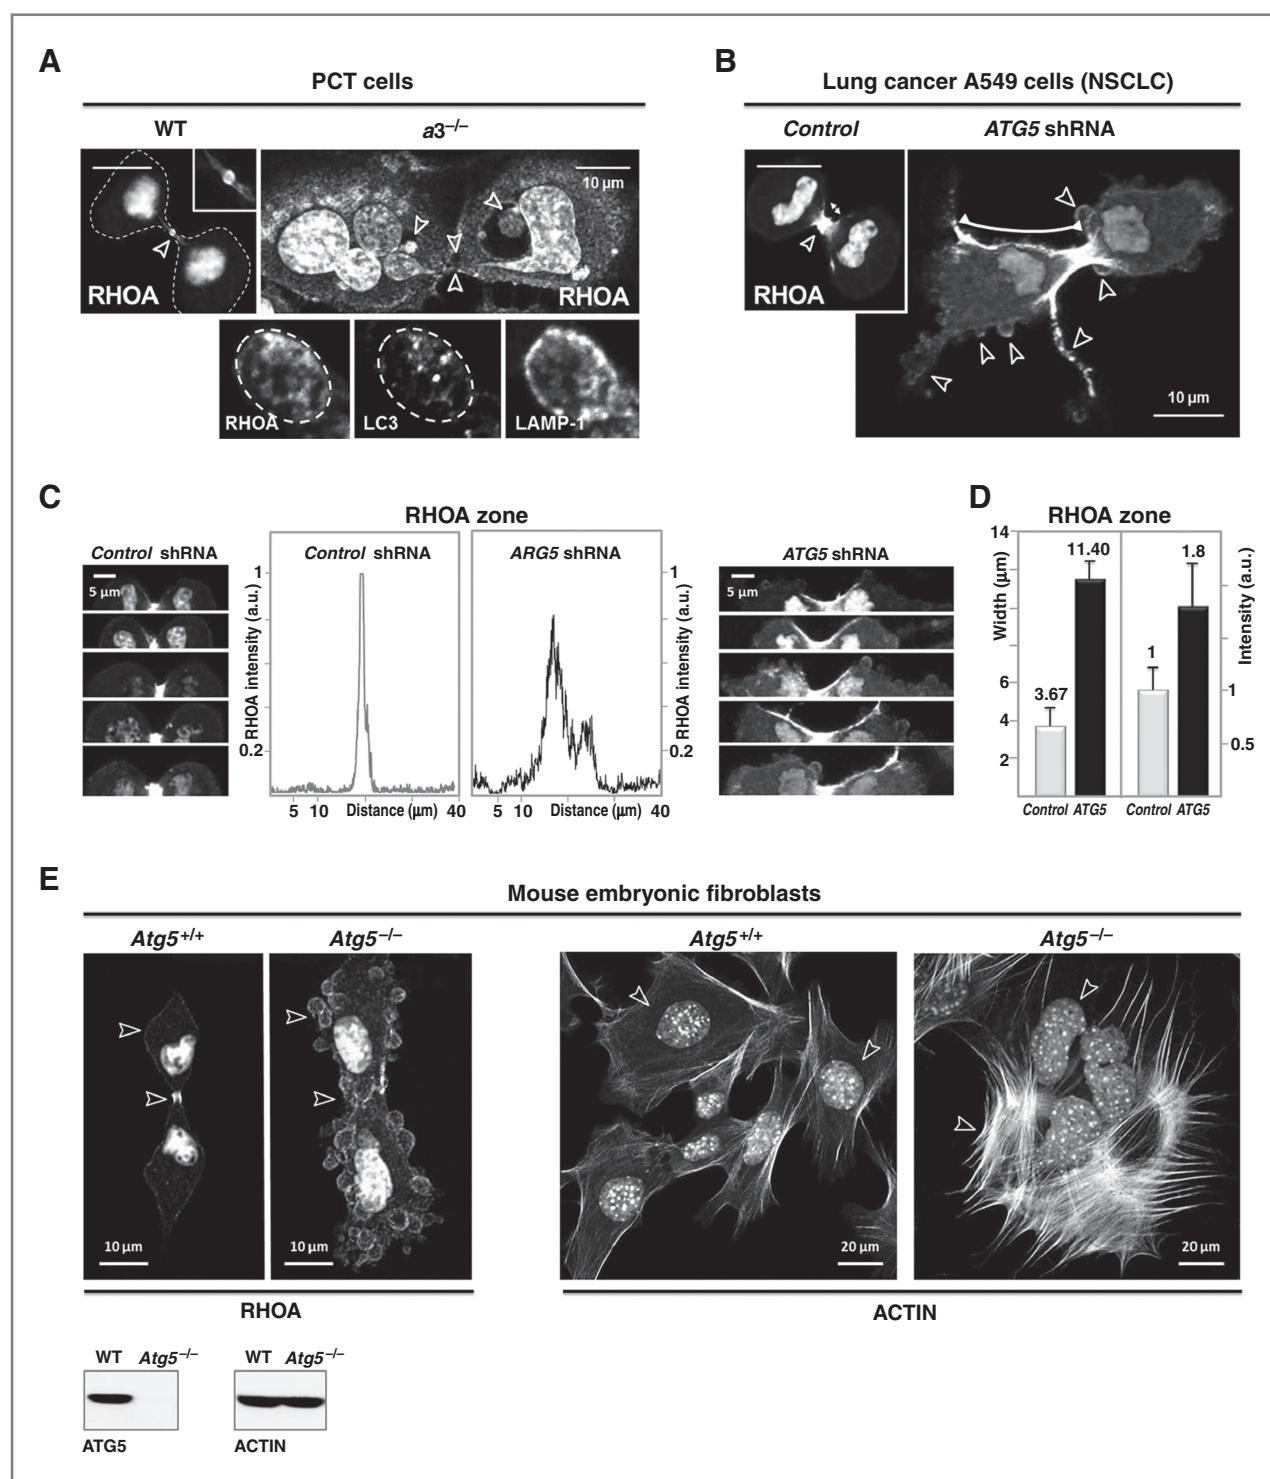 A
PCT cells
WT
a3–/–
10 µm
RHOA
RHOA
RHOA
LC3
LAMP-1
B
Lung cancer A549 cells (NSCLC)
Control
ATG5 shRNA
RHOA
10 µm
C
RHOA zone
Control shRNA
5 µm
Control shRNA
ARG5 shRNA
1
0.2
RHOA intensity (a.u.)
5 10 Distance (µm) 40
1
0.2
RHOA intensity (a.u.)
5 10 Distance (µm) 40
ATG5 shRNA
5 µm
D
RHOA zone
14
6
4
2
Width (µm)
3.67
11.40
1
1.8
1
0.5
Intensity (a.u.)
Control ATG5
Control ATG5
E
Mouse embryonic fibroblasts
Atg5+/+
Atg5–/–
Atg5+/+
Atg5–/–
10 µm
10 µm
20 µm
20 µm
RHOA
ACTIN
WT Atg5–/–
WT Atg5–/–
ATG5
ACTIN